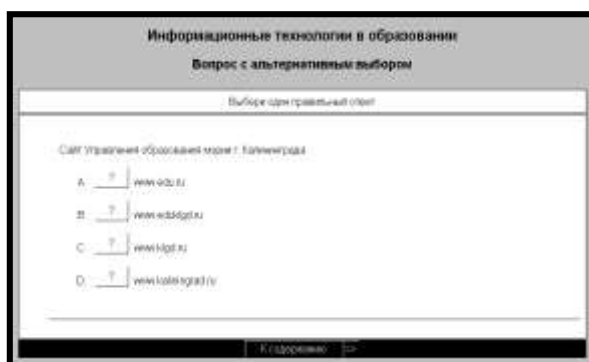 Информационные технологии в образовании
Вопрос с альтернативным выбором
Выбери один правильный ответ
Сайт Управления образования мэрии г. Калининграда
A. ? www.edu.ru
B. ? www.eduklgd.ru
C. ? www.klgd.ru
D. ? www.kaliningrad.ru
К содержанию =>